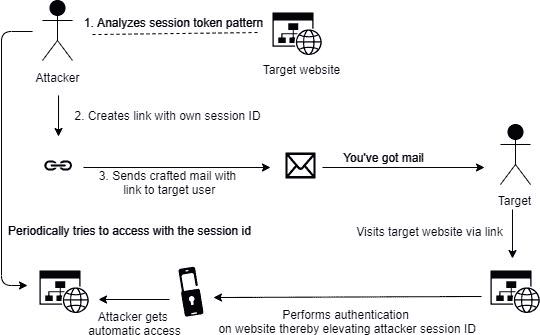 1. Analyzes session token pattern
Attacker
Target website
2. Creates link with own session ID
3. Sends crafted mail with
link to target user
You've got mail
Target
Periodically tries to access with the session id
Visits target website via link
Attacker gets
automatic access
Performs authentication
on website thereby elevating attacker session ID